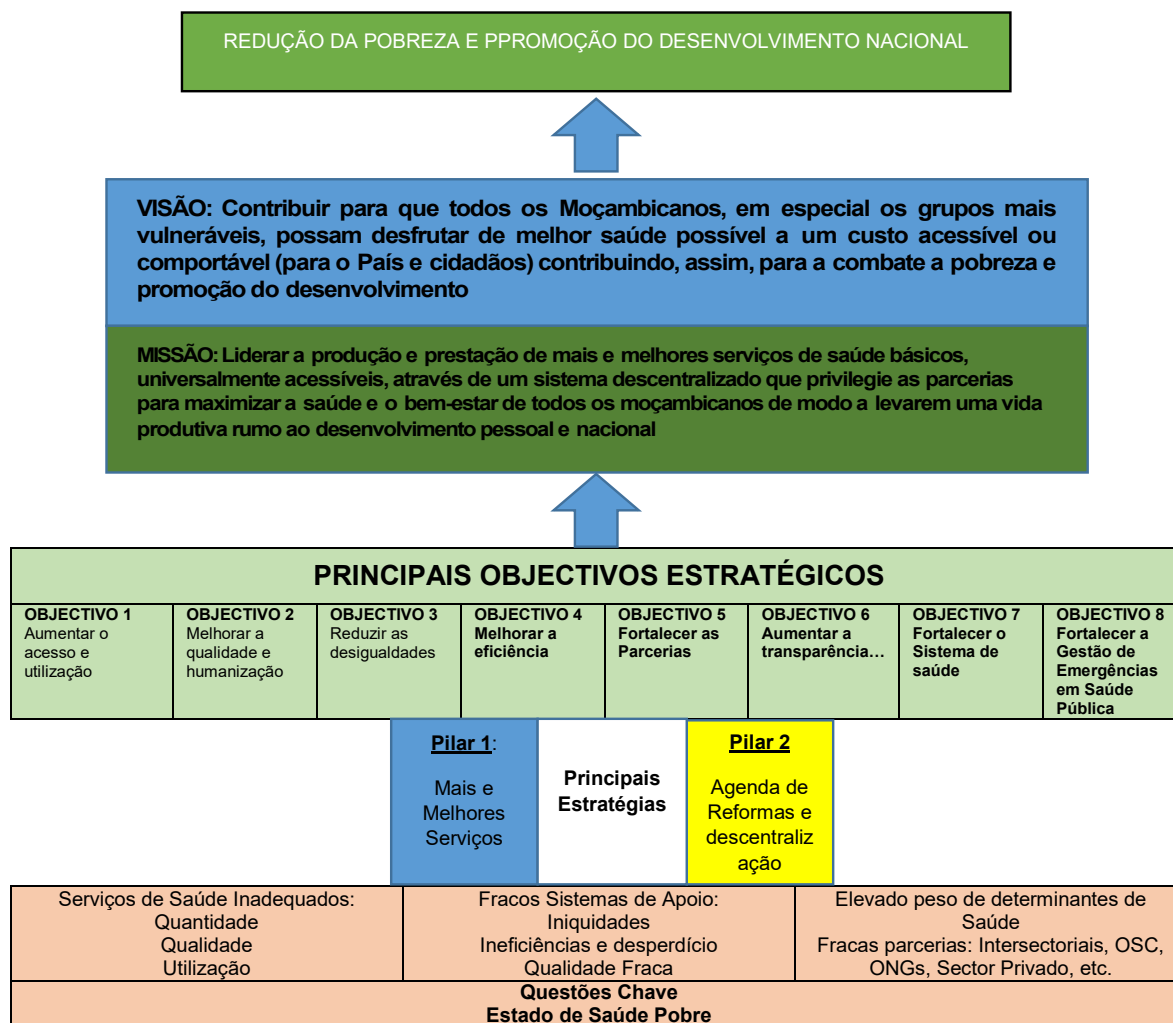 REDUÇÃO DA POBREZA E PPROMOÇÃO DO DESENVOLVIMENTO NACIONAL
VISÃO: Contribuir para que todos os Moçambicanos, em especial os grupos mais
vulneráveis, possam desfrutar de melhor saúde possível a um custo acessível ou
comportável (para o País e cidadãos) contribuindo, assim, para a combate a pobreza e
promoção do desenvolvimento
MISSÃO: Liderar a produção e prestação de mais e melhores serviços de saúde básicos,
universalmente acessíveis, através de um sistema descentralizado que privilegie as parcerias
para maximizar a saúde e o bem-estar de todos os moçambicanos de modo a levarem uma vida
produtiva rumo ao desenvolvimento pessoal e nacional
PRINCIPAIS OBJECTIVOS ESTRATÉGICOS
OBJECTIVO 1
Aumentar o
acesso e
utilização
OBJECTIVO 2
Melhorar a
qualidade e
humanização
OBJECTIVO 3
Reduzir as
desigualdades
OBJECTIVO 4
Melhorar a
eficiência
OBJECTIVO 5
Fortalecer as
Parcerias
OBJECTIVO 6
Aumentar a
transparência…
OBJECTIVO 7
Fortalecer o
Sistema de
saúde
OBJECTIVO 8
Fortalecer a
Gestão de
Emergências
em Saúde
Pública
Pilar 1:
Mais e
Melhores
Serviços
Principais
Estratégias
Pilar 2
Agenda de
Reformas e
descentraliz
ação
Serviços de Saúde Inadequados:
Quantidade
Qualidade
Utilização
Fracos Sistemas de Apoio:
Iniquidades
Ineficiências e desperdício
Qualidade Fraca
Elevado peso de determinantes de
Saúde
Fracas parcerias: Intersectoriais, OSC,
ONGs, Sector Privado, etc.
Questões Chave
Estado de Saúde Pobre